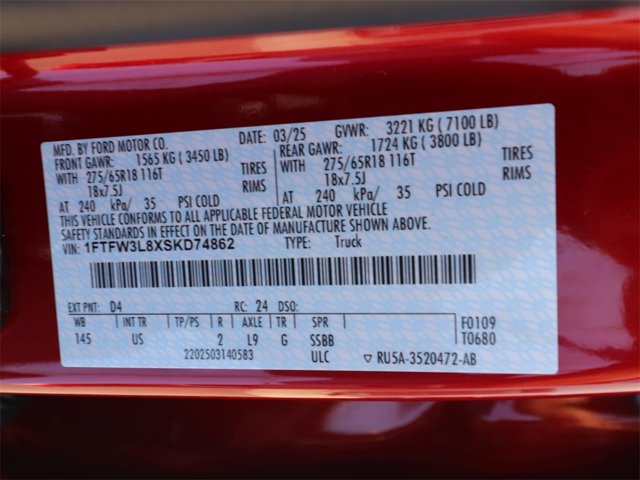 MFD. BY FORD MOTOR CO. DATE: 03/25 GVWR: 3221 KG ( 7100 LB)
FRONT GAWR: 1565 KG ( 3450 LB) REAR GAWR: 1724 KG ( 3800 LB)
WITH 275/65R18 116T TIRES WITH 275/65R18 116T TIRES
18x7.5J RIMS 18x7.5J RIMS
AT 240 kPa/ 35 PSI COLD AT 240 kPa/ 35 PSI COLD
THIS VEHICLE CONFORMS TO ALL APPLICABLE FEDERAL MOTOR VEHICLE
SAFETY STANDARDS IN EFFECT ON THE DATE OF MANUFACTURE SHOWN ABOVE.
VIN: 1FTFW3L8XSKD74862 TYPE: Truck
EXT PNT: D4 RC: 24 DSO:
WB INT TR TP/PS R AXLE TR SPR F0109
145 US 2 L9 G SSBB T0680
2202503140583 ULC ▽ RU5A-3520472-AB